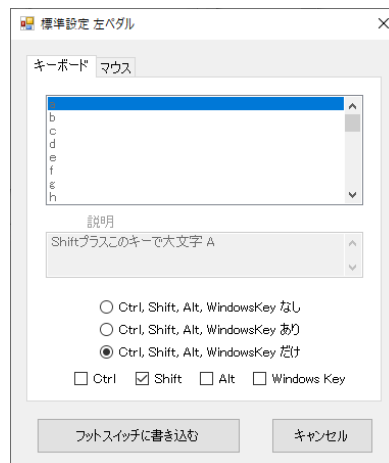 標準設定 左ペダル
キーボード マウス
b
c
d
e
f
g
h
説明
Shiftプラスこのキーで大文字 A
Ctrl, Shift, Alt, WindowsKey なし
Ctrl, Shift, Alt, WindowsKey あり
Ctrl, Shift, Alt, WindowsKey だけ
Ctrl Shift Alt Windows Key
フットスイッチに書き込む キャンセル